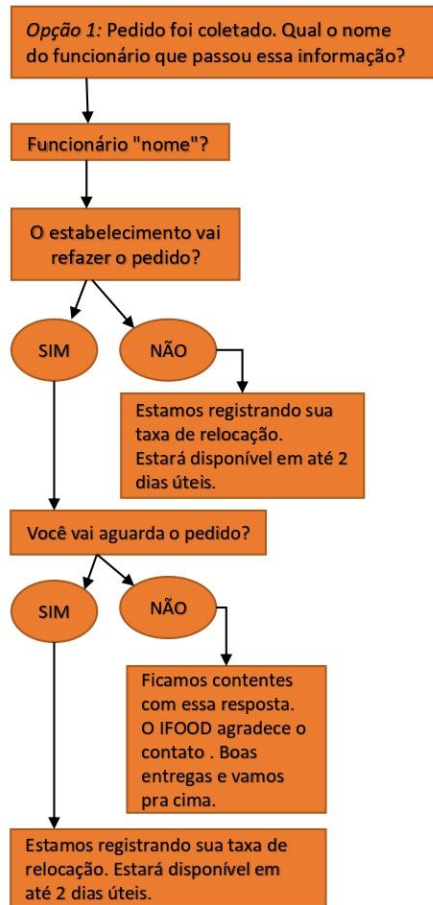 Opção 1: Pedido foi coletado. Qual o nome
do funcionário que passou essa informação?
Funcionário "nome"?
O estabelecimento vai
refazer o pedido?
SIM
NÃO
Estamos registrando sua
taxa de relocação.
Estará disponível em até 2
dias úteis.
Você vai aguarda o pedido?
SIM
NÃO
Ficamos contentes
com essa resposta.
O IFOOD agradece o
contato . Boas
entregas e vamos
pra cima.
Estamos registrando sua taxa de
relocação. Estará disponível em
até 2 dias úteis.